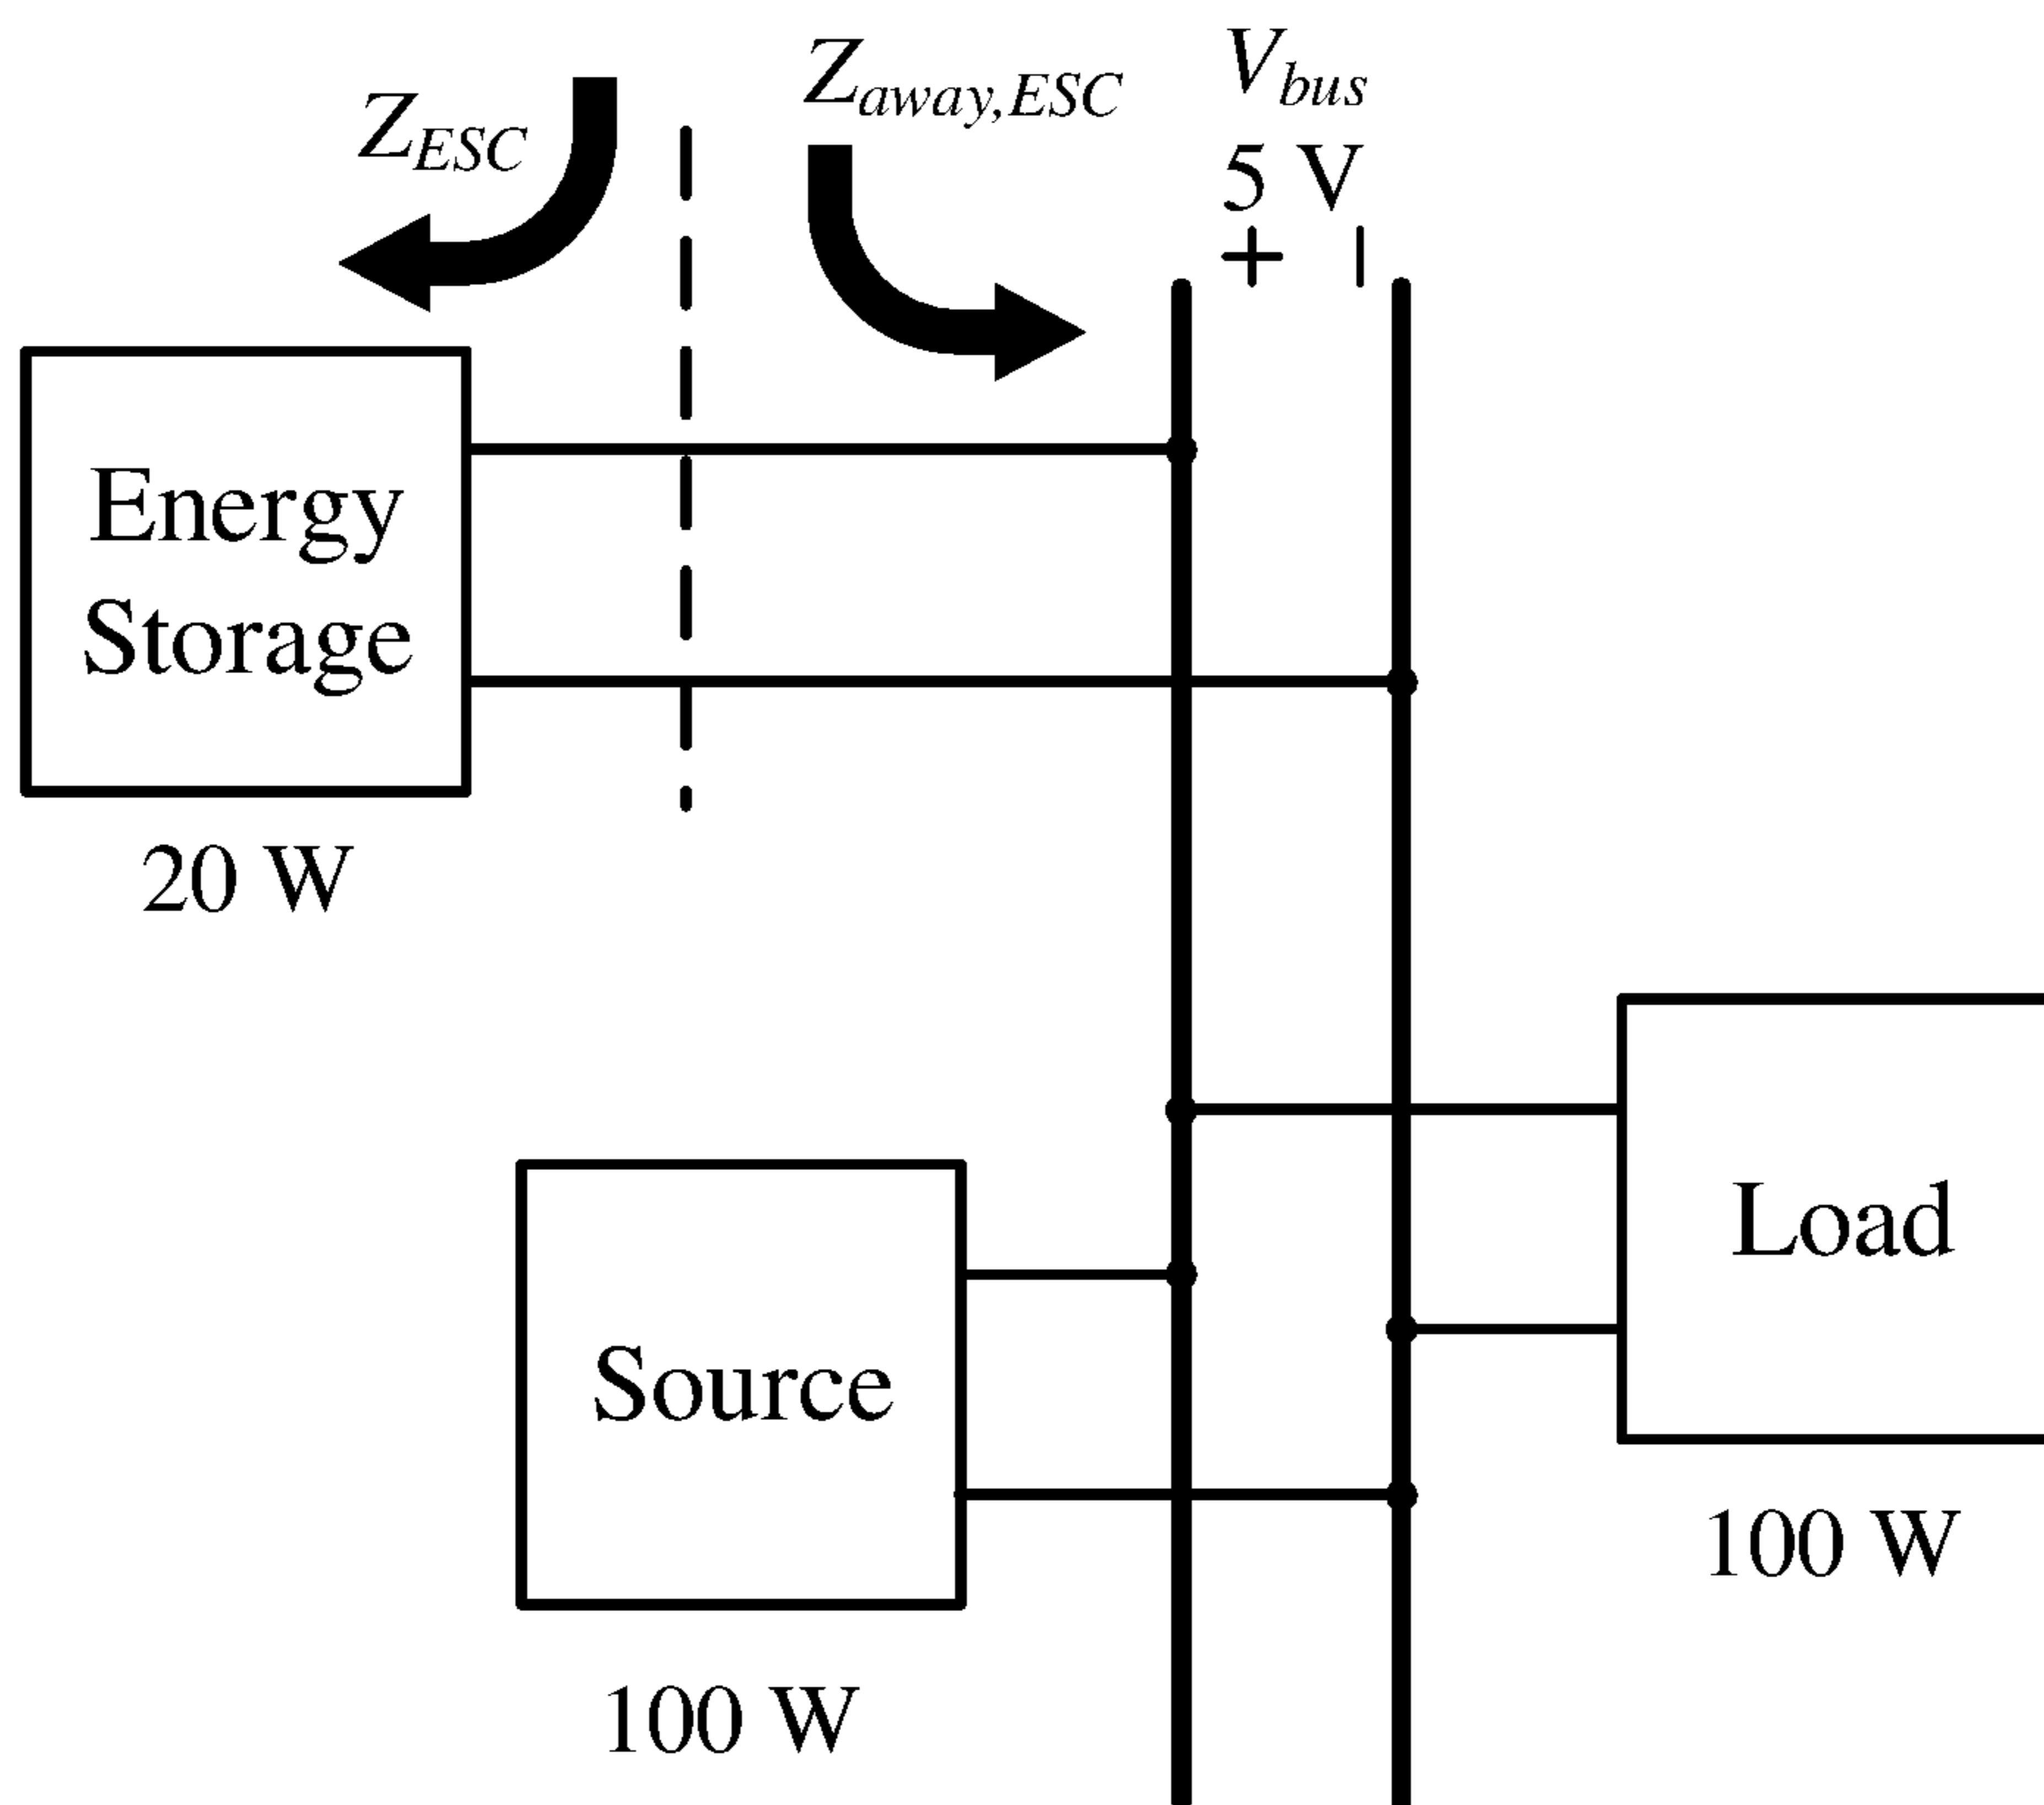 Z_ESC
Z_away,ESC
V_bus
5 V
+ −
Energy
Storage
20 W
Load
100 W
Source
100 W